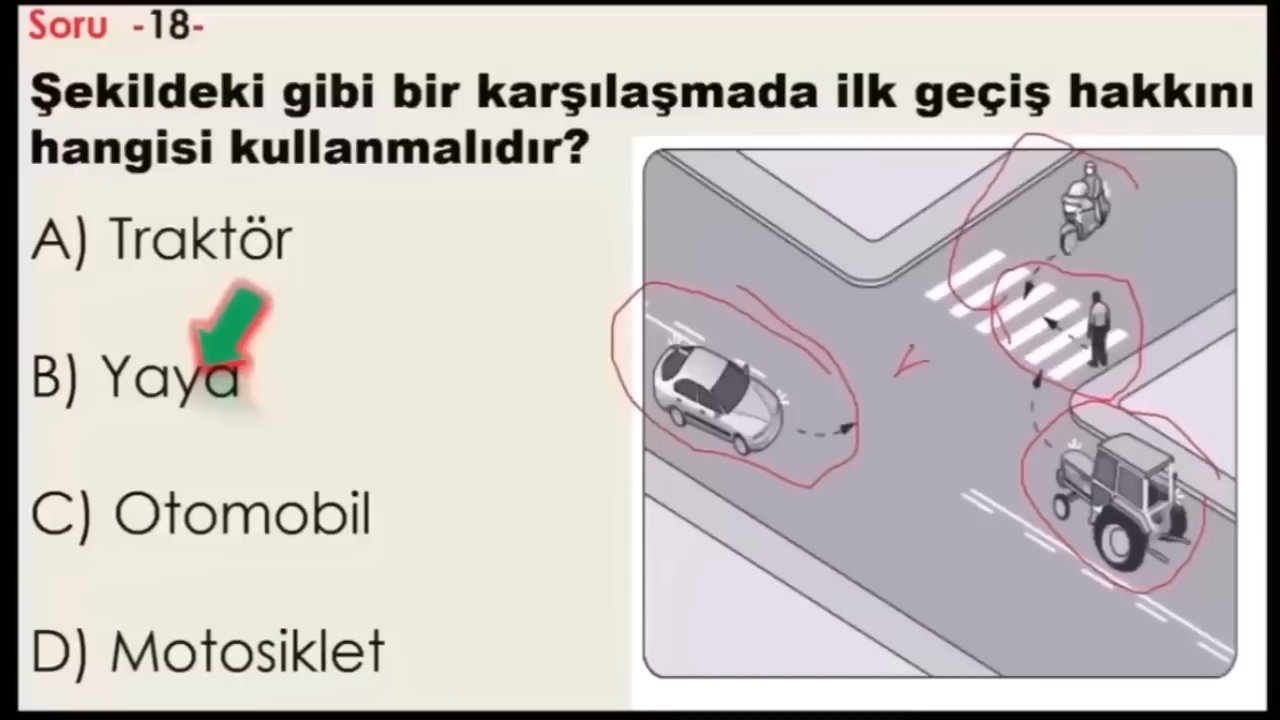 Soru -18-
Şekildeki gibi bir karşılaşmada ilk geçiş hakkını
hangisi kullanmalıdır?
A) Traktör
B) Yaya
C) Otomobil
D) Motosiklet